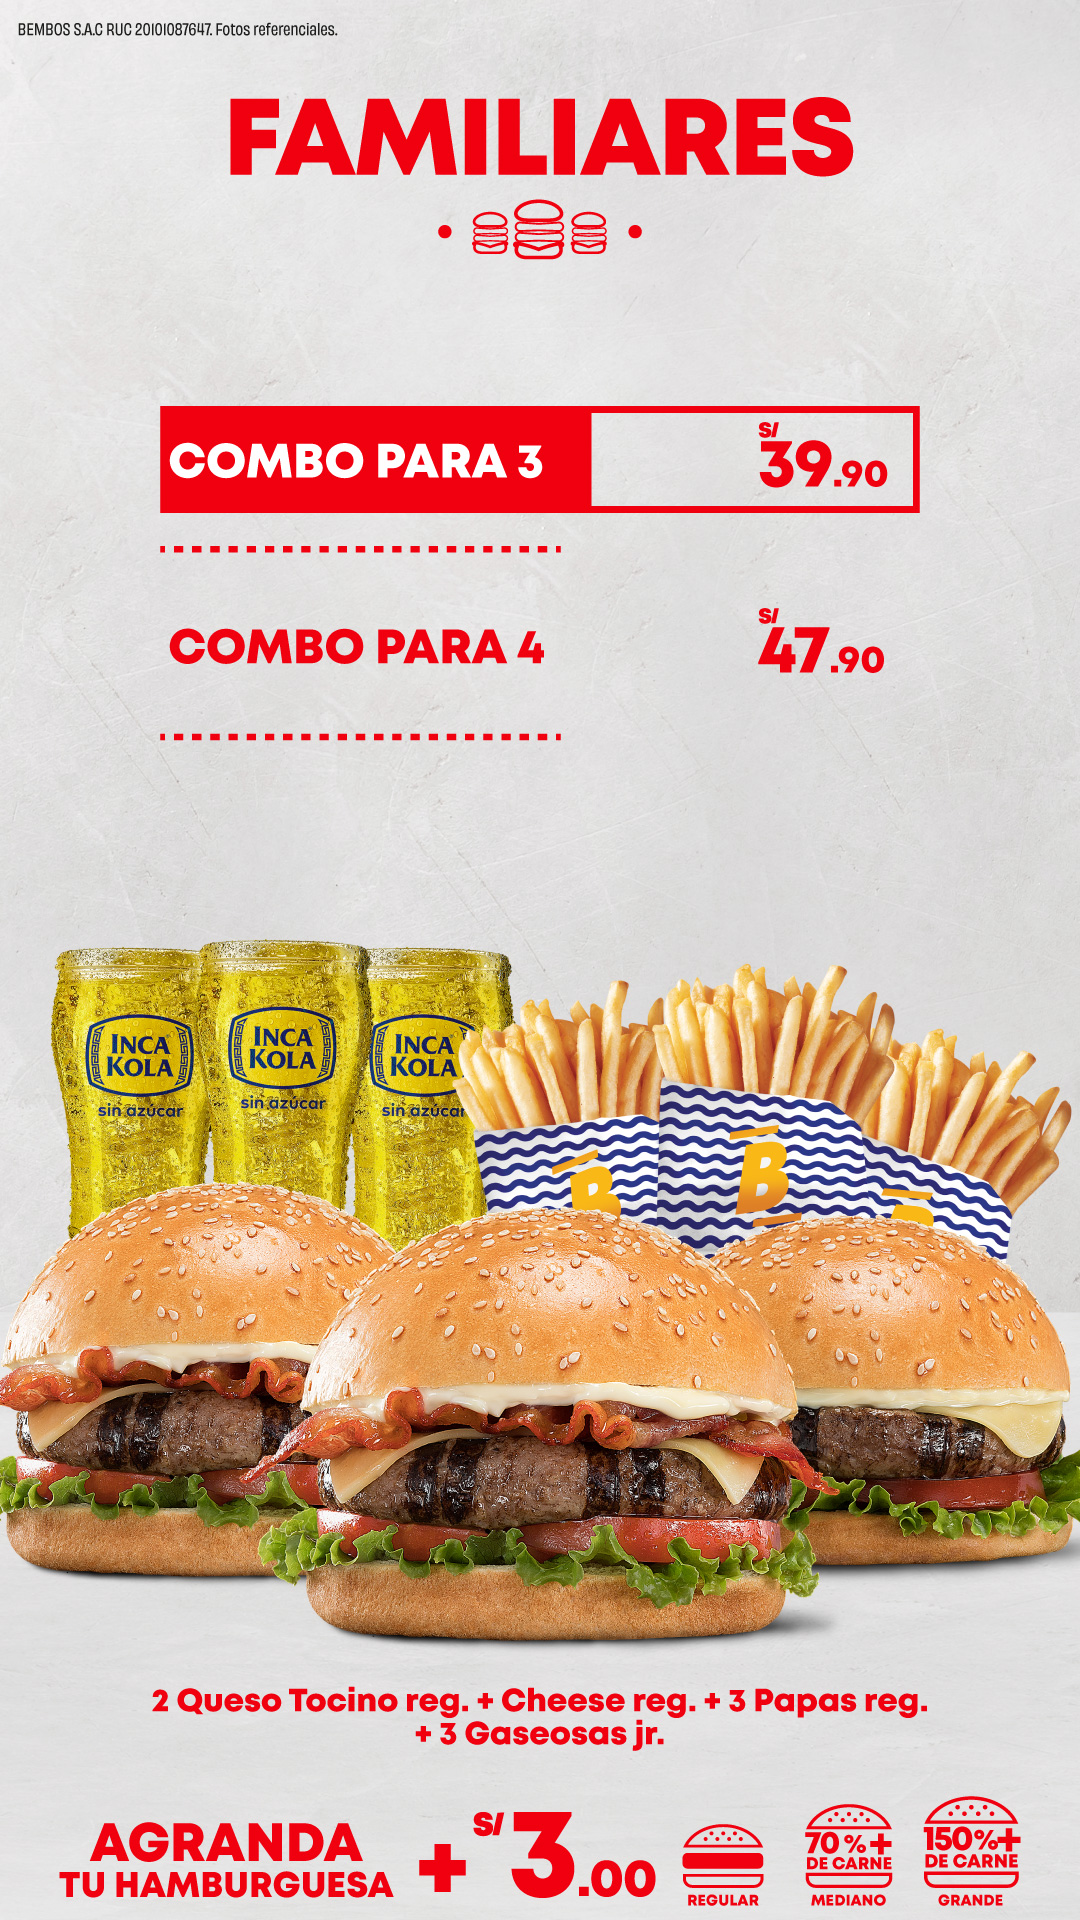 BEMBOS S.A.C RUC 20101087647. Fotos referenciales.
FAMILIARES
COMBO PARA 3
S/
39.90
COMBO PARA 4
S/
47.90
INCA
KOLA
sin azúcar
INCA
KOLA
sin azúcar
INCA
KOLA
sin azúcar
B
B
B
2 Queso Tocino reg. + Cheese reg. + 3 Papas reg.
+ 3 Gaseosas jr.
AGRANDA
TU HAMBURGUESA
+ S/ 3.00
REGULAR
70%+
DE CARNE
MEDIANO
150%+
DE CARNE
GRANDE